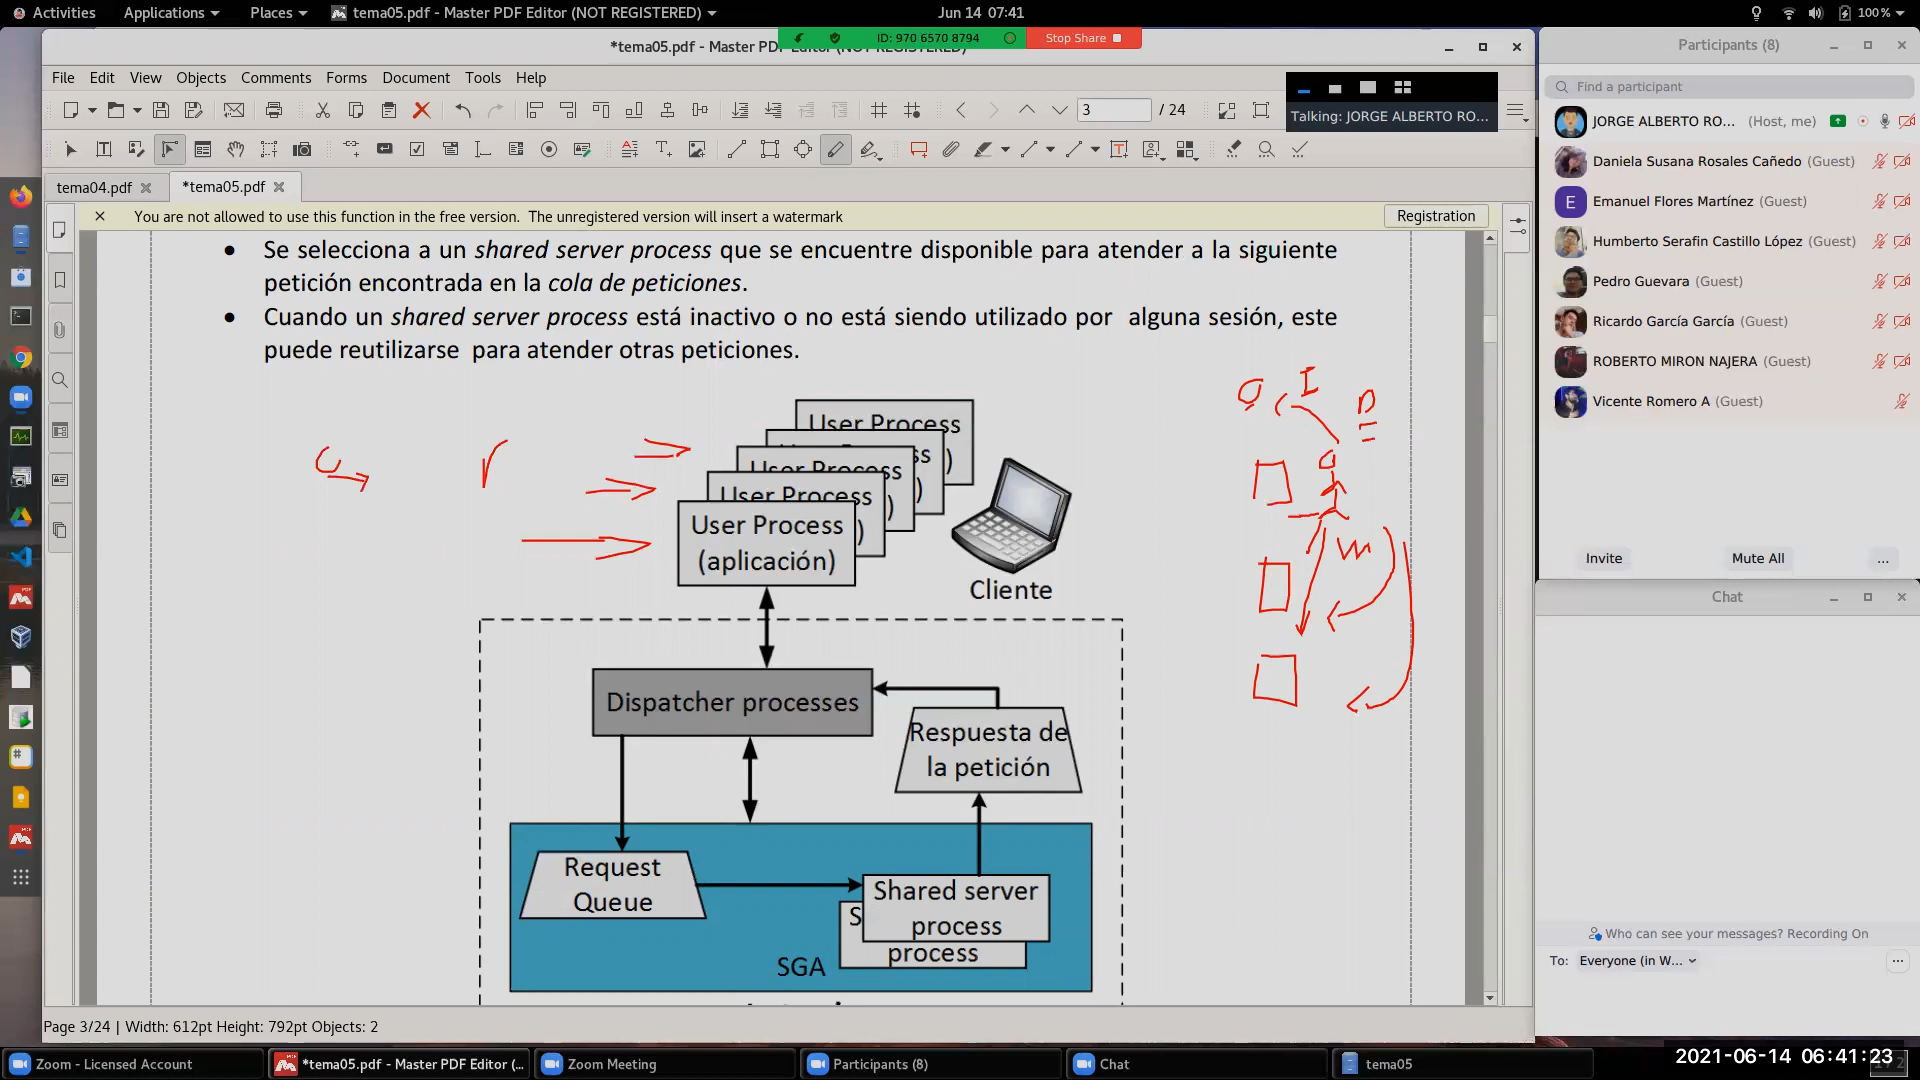 Activities
Applications
Places
tema05.pdf - Master PDF Editor (NOT REGISTERED)
Jun 14 07:41
100%
*tema05.pdf - Master PDF Editor (NOT REGISTERED)
ID: 970 6570 8794
Stop Share
File Edit View Objects Comments Forms Document Tools Help
3 / 24
Talking: JORGE ALBERTO RO...
tema04.pdf
*tema05.pdf
You are not allowed to use this function in the free version. The unregistered version will insert a watermark
Registration
Se selecciona a un shared server process que se encuentre disponible para atender a la siguiente
petición encontrada en la cola de peticiones.
Cuando un shared server process está inactivo o no está siendo utilizado por alguna sesión, este
puede reutilizarse para atender otras peticiones.
User Process
User Process
User Process
User Process
(aplicación)
Cliente
Dispatcher processes
Respuesta de
la petición
Request
Queue
Shared server
process
process
SGA
Page 3/24 | Width: 612pt Height: 792pt Objects: 2
Participants (8)
Find a participant
JORGE ALBERTO RO... (Host, me)
Daniela Susana Rosales Cañedo (Guest)
E
Emanuel Flores Martínez (Guest)
Humberto Serafin Castillo López (Guest)
Pedro Guevara (Guest)
Ricardo García García (Guest)
ROBERTO MIRON NAJERA (Guest)
Vicente Romero A (Guest)
Invite
Mute All
...
Chat
Who can see your messages? Recording On
To: Everyone (in W...
Zoom - Licensed Account
*tema05.pdf - Master PDF Editor (...
Zoom Meeting
Participants (8)
Chat
tema05
2021-06-14 06:41:23